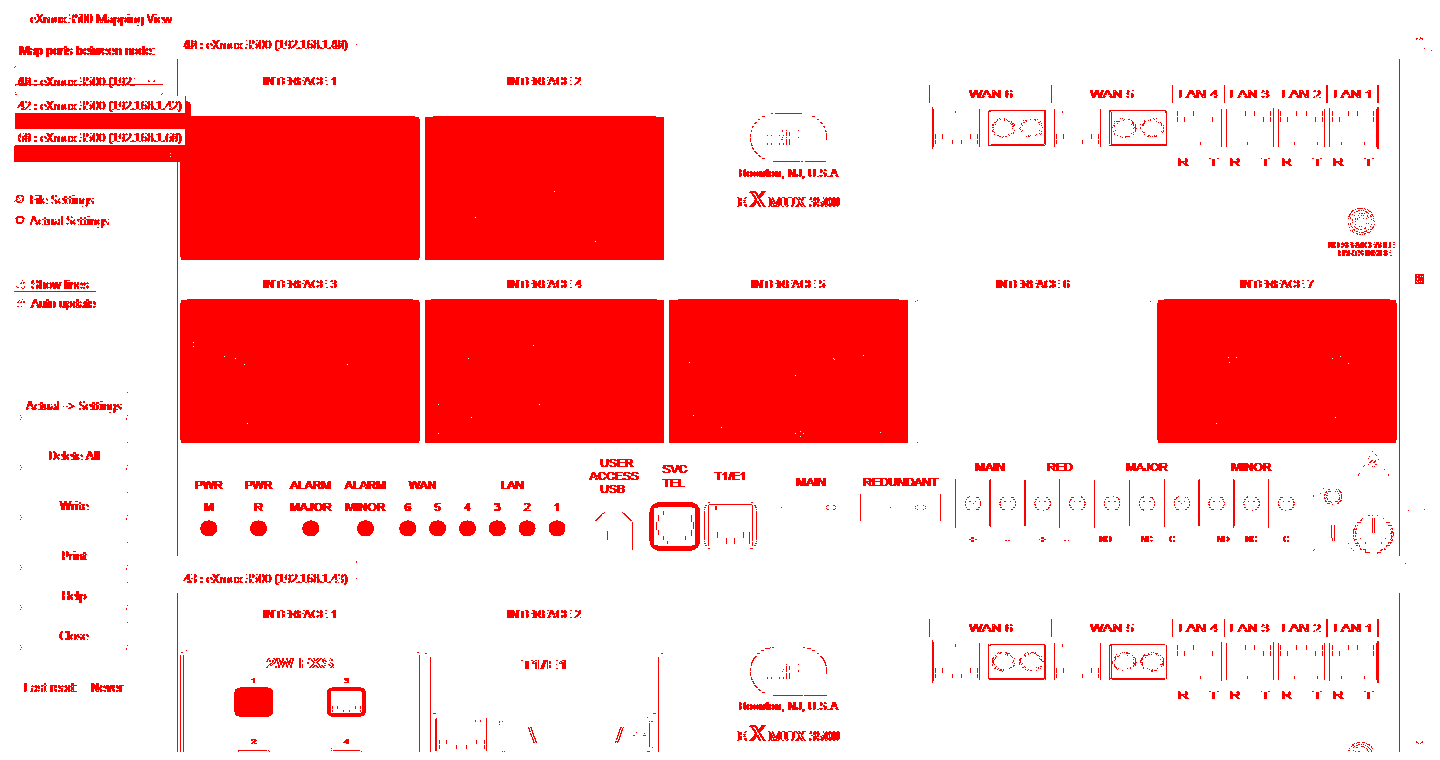 eXmux 3500 Mapping View
Map ports between nodes:
48 : eXmux 3500 (192.
42 : eXmux 3500 (192.168.1.42)
68 : eXmux 3500 (192.168.1.68)
File Settings
Actual Settings
Show lines
Auto update
Actual -> Settings
Delete All
Write
Print
Help
Close
Last read: Never
48 : eXmux 3500 (192.168.1.48)
INTERFACE 1 INTERFACE 2
WAN 6 WAN 5 LAN 4 LAN 3 LAN 2 LAN 1
R T R T R T R T
Boonton, NJ, U.S.A
EXMUX 3500
INTERFACE 3 INTERFACE 4 INTERFACE 5 INTERFACE 6 INTERFACE 7
PWR PWR ALARM ALARM WAN LAN
M R MAJOR MINOR 6 5 4 3 2 1
USER ACCESS USB
SVC TEL
T1/E1
MAIN REDUNDANT
MAIN RED MAJOR MINOR
NO NC C NO NC C
43 : eXmux 3500 (192.168.1.43)
INTERFACE 1 INTERFACE 2
WAN 6 WAN 5 LAN 4 LAN 3 LAN 2 LAN 1
R T R T R T R T
2W FXS
1 3
2 4
T1/E1
Boonton, NJ, U.S.A
EXMUX 3500